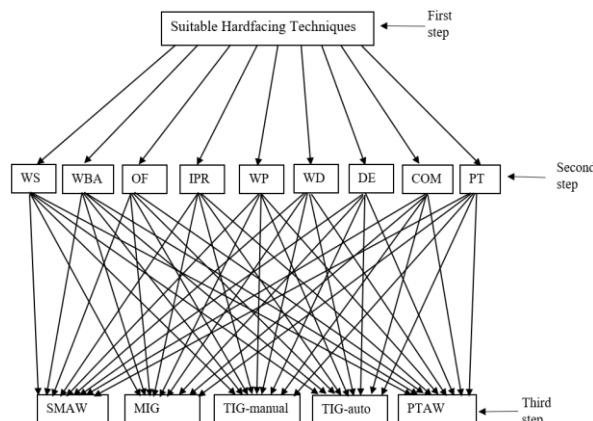 Suitable Hardfacing Techniques
First
step
WS
WBA
OF
IPR
WP
WD
DE
COM
PT
Second
step
SMAW
MIG
TIG-manual
TIG-auto
PTAW
Third
step